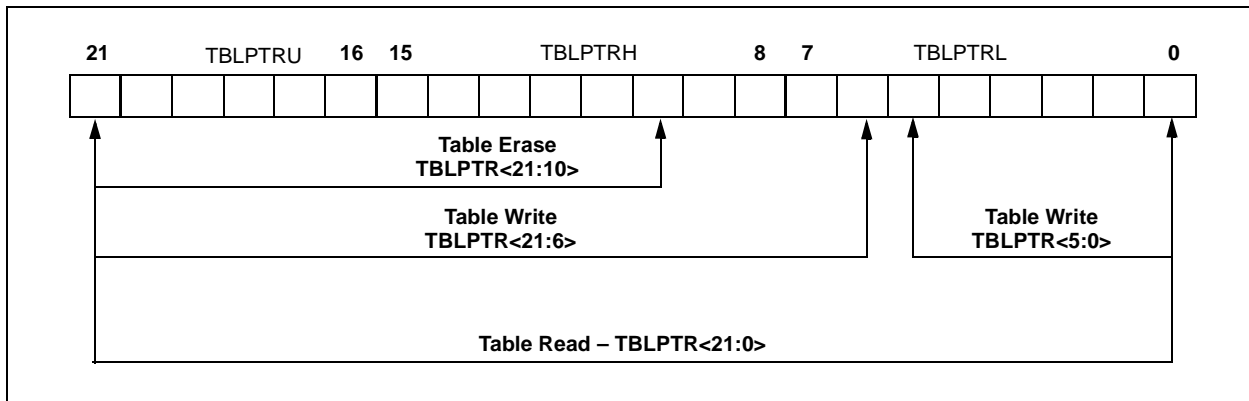 21 TBLPTRU 16 15 TBLPTRH 8 7 TBLPTRL 0
Table Erase
TBLPTR<21:10>
Table Write
TBLPTR<21:6>
Table Write
TBLPTR<5:0>
Table Read – TBLPTR<21:0>